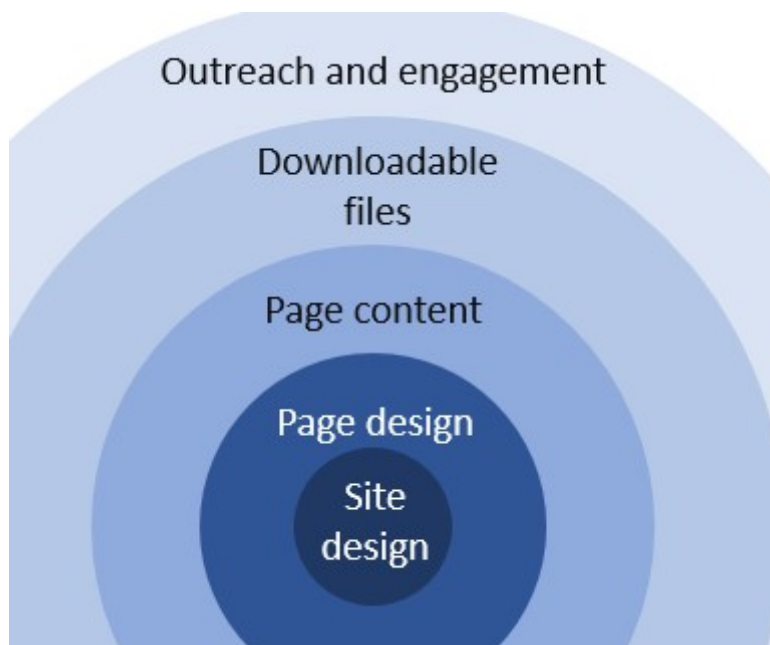 Outreach and engagement
Downloadable
files
Page content
Page design
Site
design